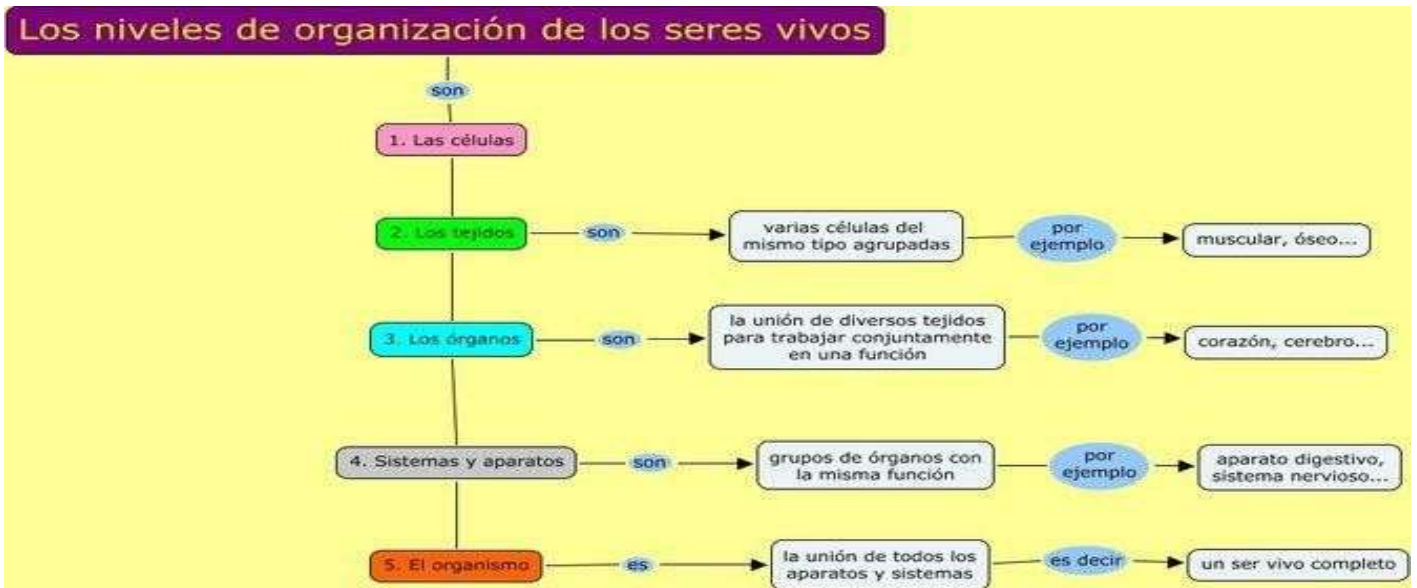 Los niveles de organización de los seres vivos
son
1. Las células
2. Los tejidos
son
varias células del
mismo tipo agrupadas
por
ejemplo
muscular, óseo...
3. Los órganos
son
la unión de diversos tejidos
para trabajar conjuntamente
en una función
por
ejemplo
corazón, cerebro...
4. Sistemas y aparatos
son
grupos de órganos con
la misma función
por
ejemplo
aparato digestivo,
sistema nervioso...
5. El organismo
es
la unión de todos los
aparatos y sistemas
es decir
un ser vivo completo